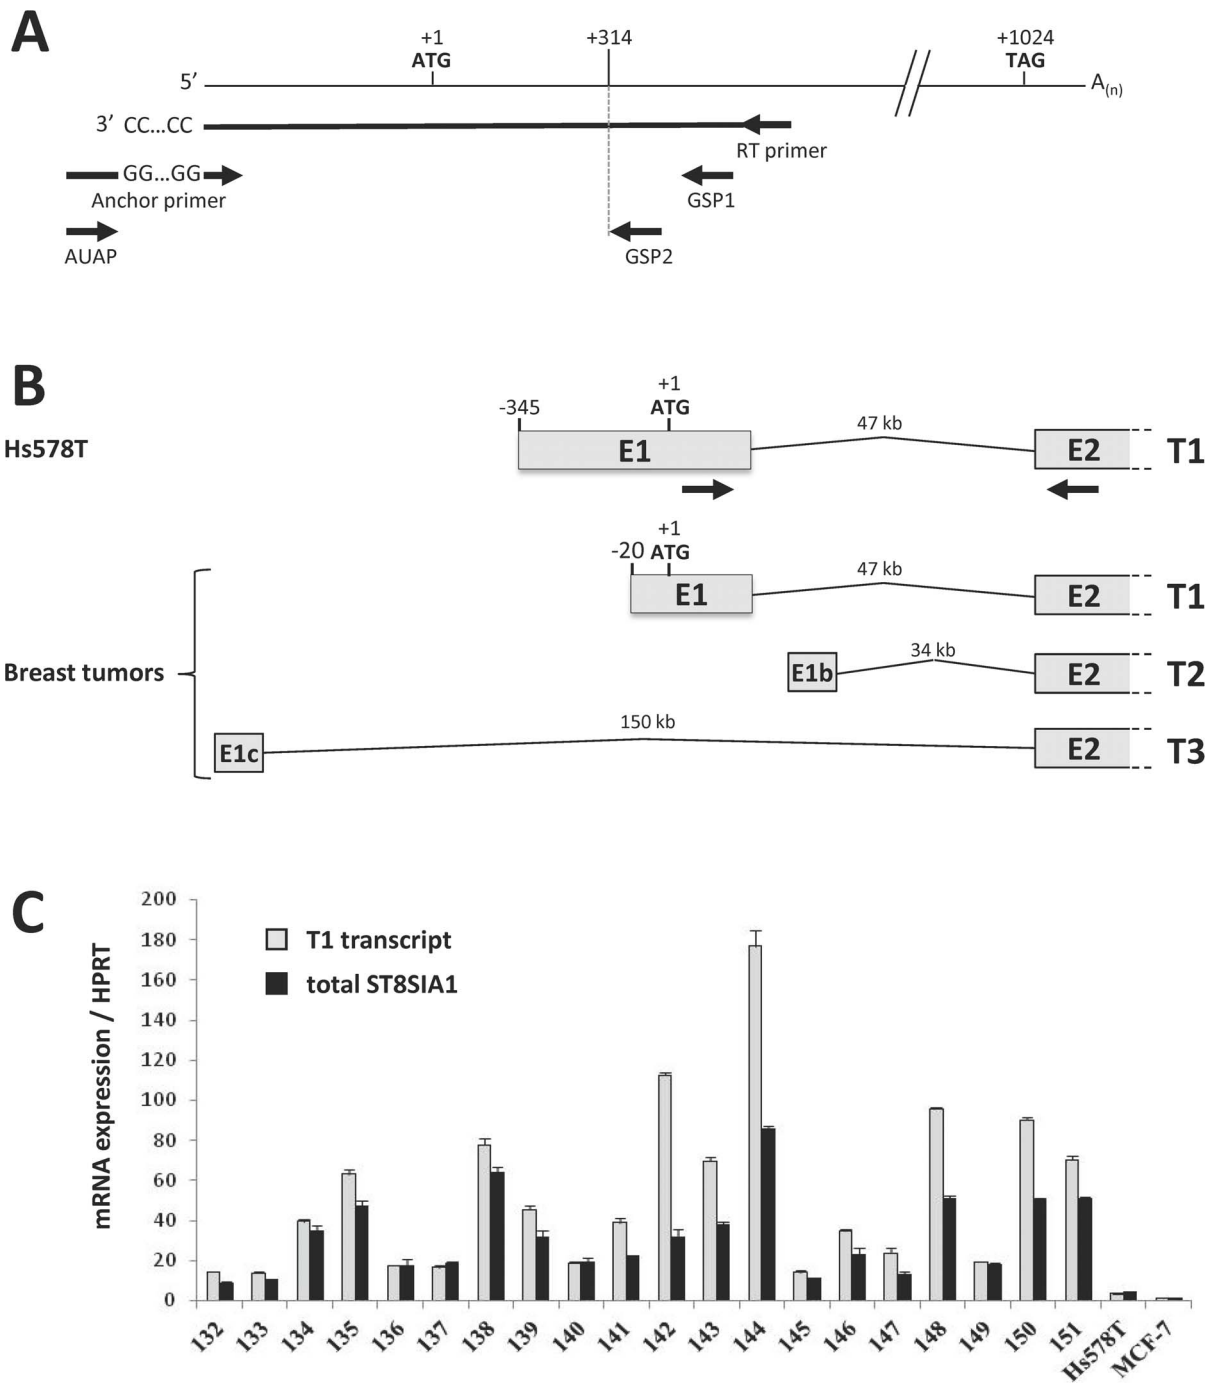 A
+1 +314 +1024
ATG TAG
5’ A(n)
3’ CC...CC
RT primer
GG...GG
Anchor primer GSP1
AUAP GSP2
B
+1
-345 ATG
Hs578T E1 47 kb E2 T1
+1
-20 ATG
E1 47 kb E2 T1
Breast tumors E1b 34 kb E2 T2
E1c 150 kb E2 T3
C
mRNA expression / HPRT
200
180
160
140
120
100
80
60
40
20
0
T1 transcript
total ST8SIA1
132 133 134 135 136 137 138 139 140 141 142 143 144 145 146 147 148 149 150 151 Hs578T MCF-7